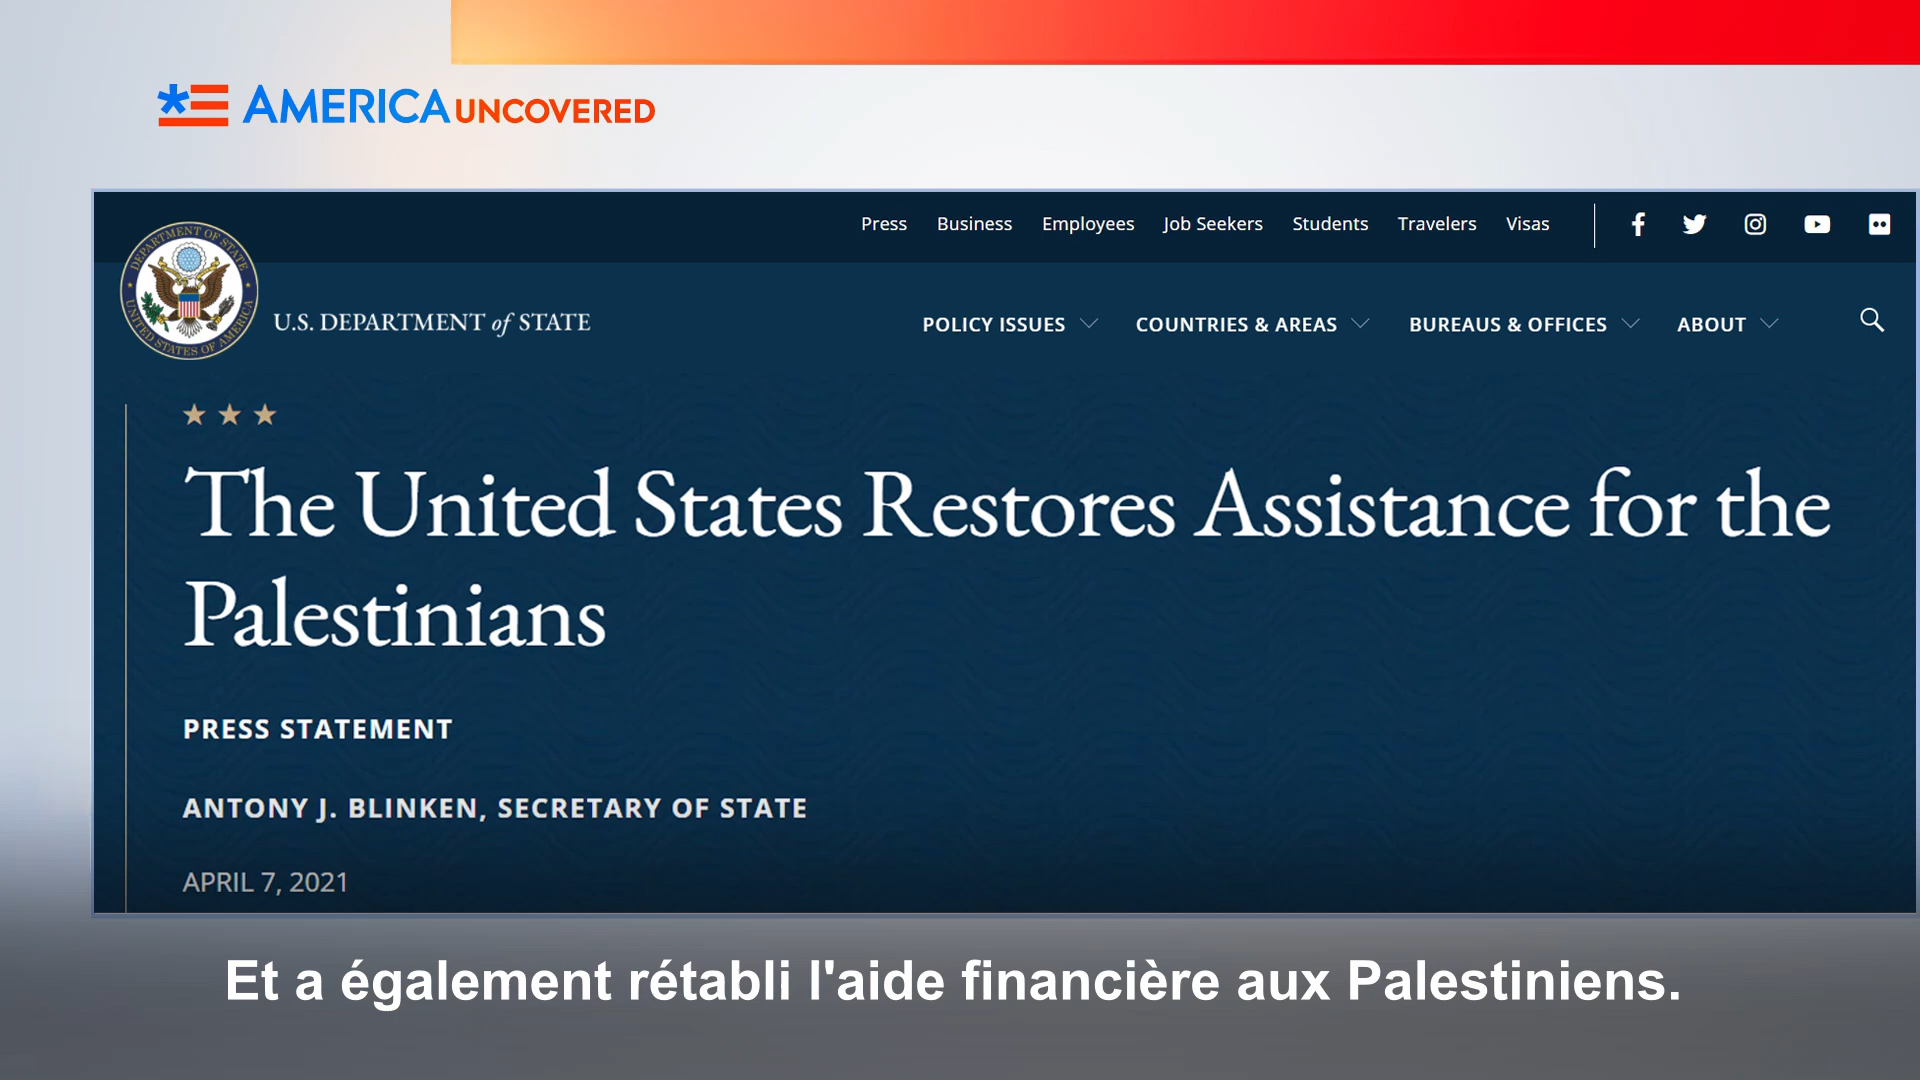 AMERICA UNCOVERED
Press Business Employees Job Seekers Students Travelers Visas
DEPARTMENT OF STATE
UNITED STATES OF AMERICA
U.S. DEPARTMENT of STATE
POLICY ISSUES COUNTRIES & AREAS BUREAUS & OFFICES ABOUT
The United States Restores Assistance for the
Palestinians
PRESS STATEMENT
ANTONY J. BLINKEN, SECRETARY OF STATE
APRIL 7, 2021
Et a également rétabli l'aide financière aux Palestiniens.